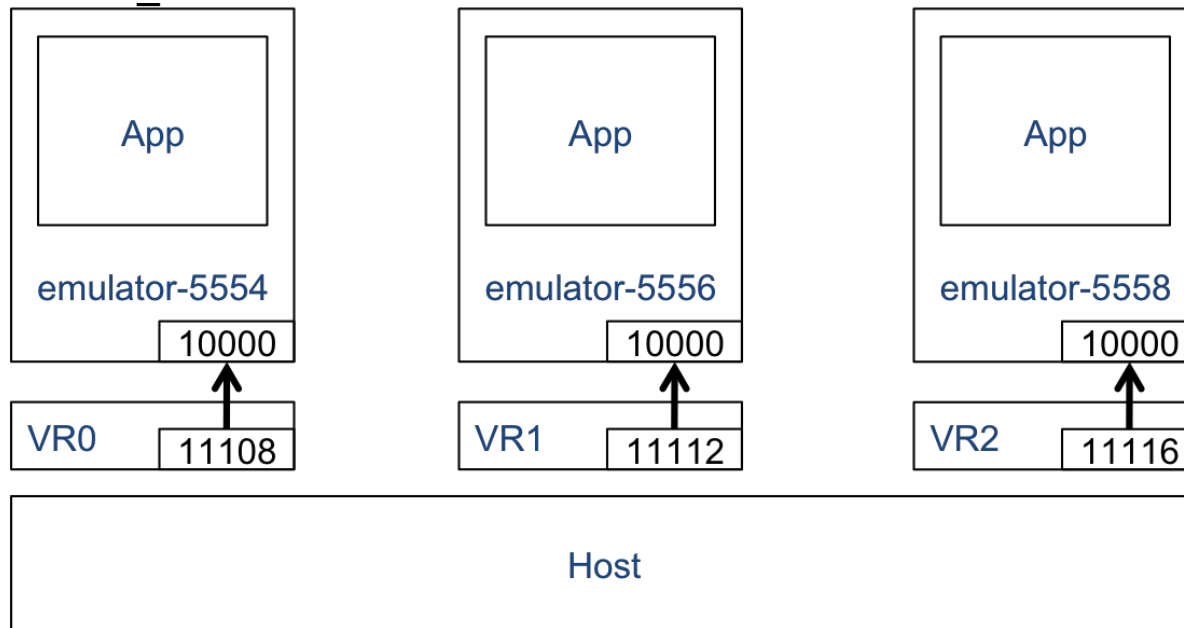 App App App
emulator-5554 emulator-5556 emulator-5558
10000 10000 10000
VR0 11108 VR1 11112 VR2 11116
Host